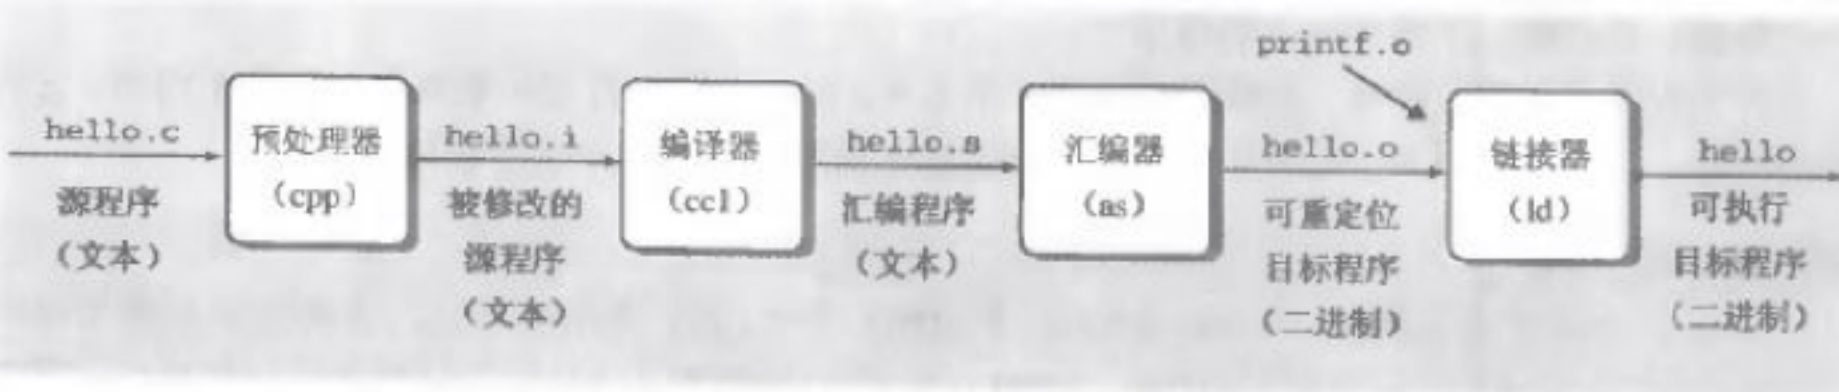 printf.o
hello.c
源程序
(文本)
预处理器
(cpp)
hello.i
被修改的
源程序
(文本)
编译器
(ccl)
hello.s
汇编程序
(文本)
汇编器
(as)
hello.o
可重定位
目标程序
(二进制)
链接器
(ld)
hello
可执行
目标程序
(二进制)